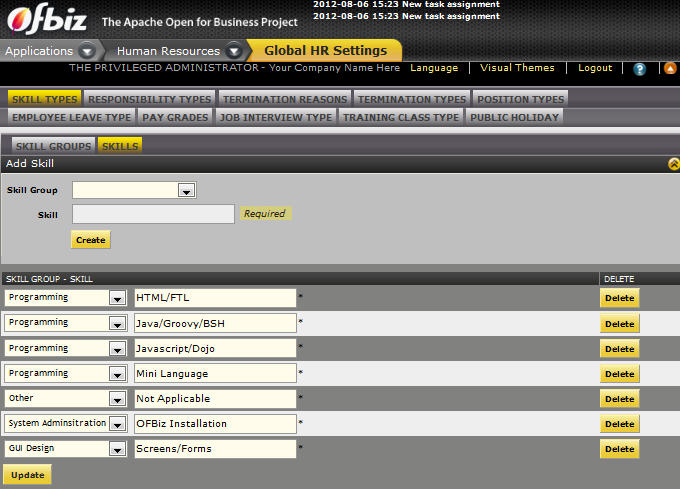 2012-08-06 15:23 New task assignment
OFbiz The Apache Open for Business Project 2012-08-06 15:23 New task assignment
Applications Human Resources Global HR Settings
THE PRIVILEGED ADMINISTRATOR - Your Company Name Here Language Visual Themes Logout ?
SKILL TYPES RESPONSIBILITY TYPES TERMINATION REASONS TERMINATION TYPES POSITION TYPES
EMPLOYEE LEAVE TYPE PAY GRADES JOB INTERVIEW TYPE TRAINING CLASS TYPE PUBLIC HOLIDAY
SKILL GROUPS SKILLS
Add Skill
Skill Group
Skill Required
Create
SKILL GROUP - SKILL DELETE
Programming HTML/FTL * Delete
Programming Java/Groovy/BSH * Delete
Programming Javascript/Dojo * Delete
Programming Mini Language * Delete
Other Not Applicable * Delete
System Adminsitration OFBiz Installation * Delete
GUI Design Screens/Forms * Delete
Update